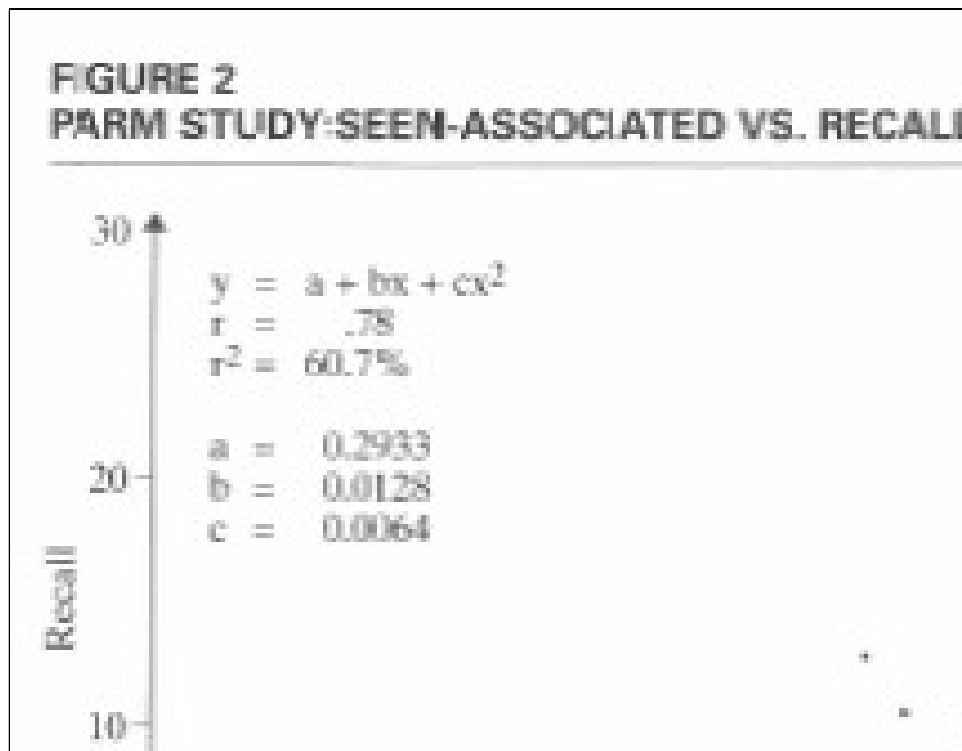 FIGURE 2
PARM STUDY:SEEN-ASSOCIATED VS. RECALL
30
y = a + bx + cx²
r = .78
r² = 60.7%
a = 0.2933
20
b = 0.0128
c = 0.0064
Recall
10